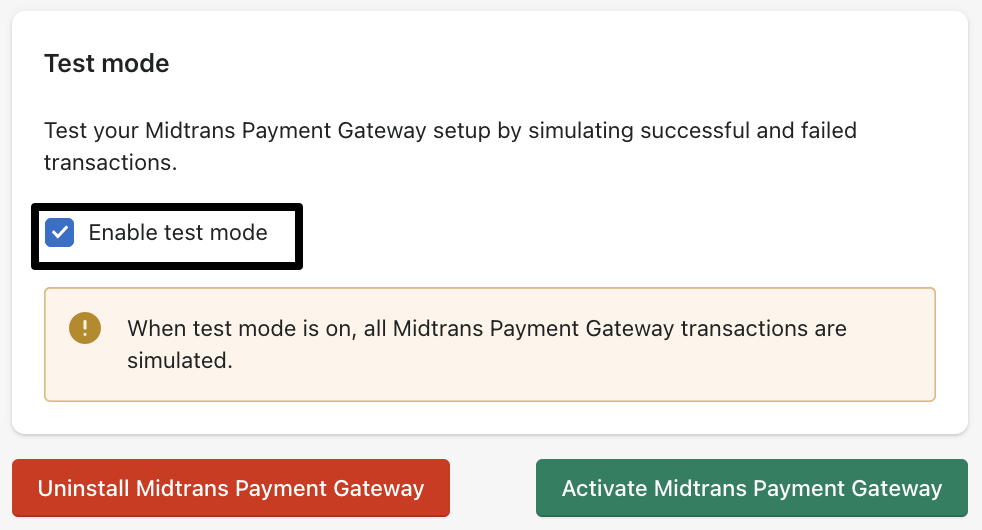 Test mode
Test your Midtrans Payment Gateway setup by simulating successful and failed
transactions.
Enable test mode
When test mode is on, all Midtrans Payment Gateway transactions are
simulated.
Uninstall Midtrans Payment Gateway
Activate Midtrans Payment Gateway